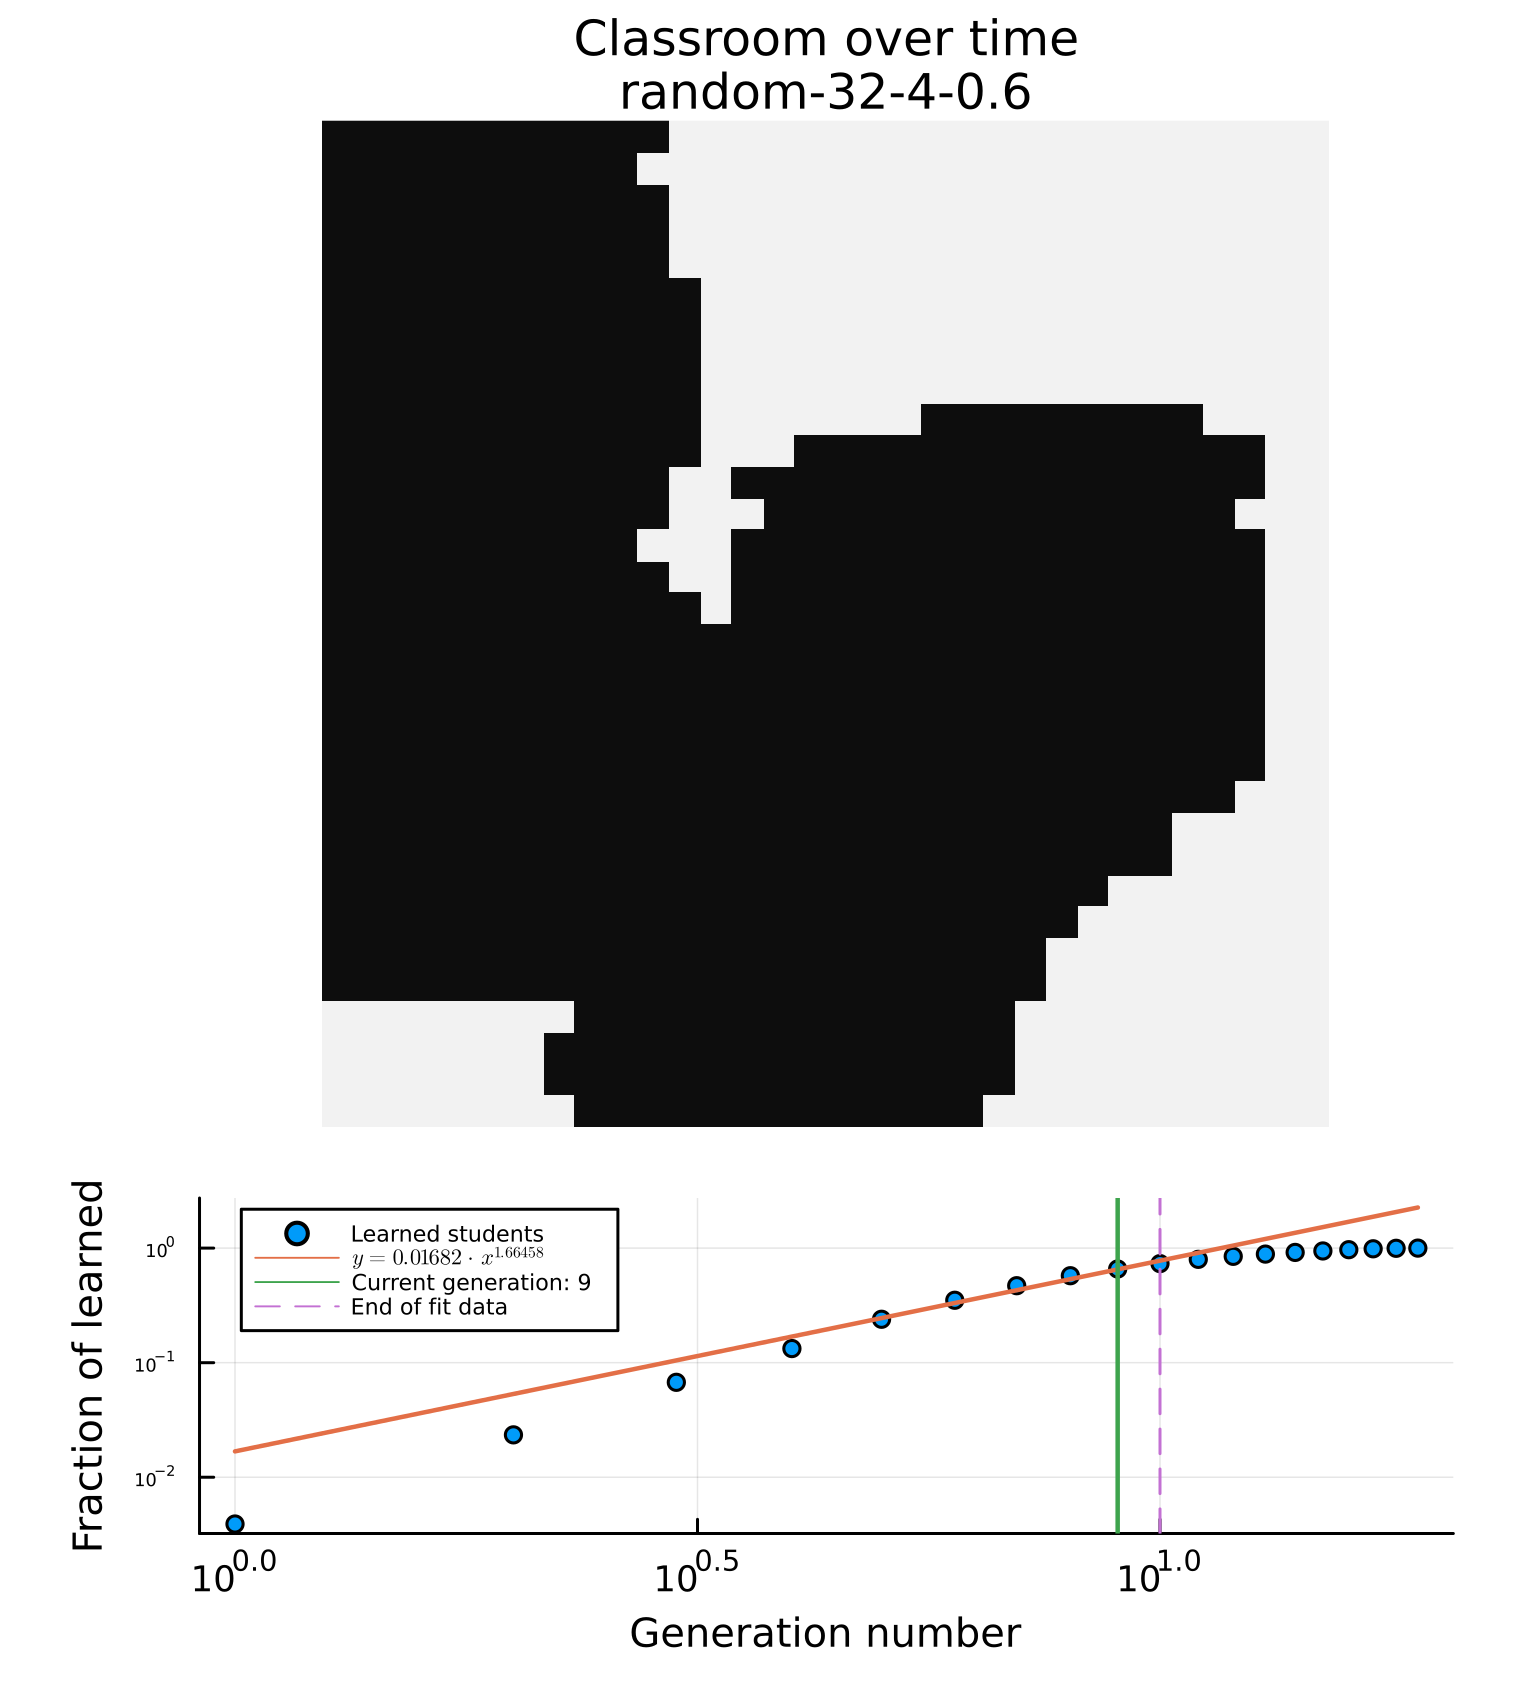 Classroom over time
random-32-4-0.6
Fraction of learned
10⁰
10⁻¹
10⁻²
Learned students
y = 0.01682 · x^1.66458
Current generation: 9
End of fit data
10^0.0
10^0.5
10^1.0
Generation number